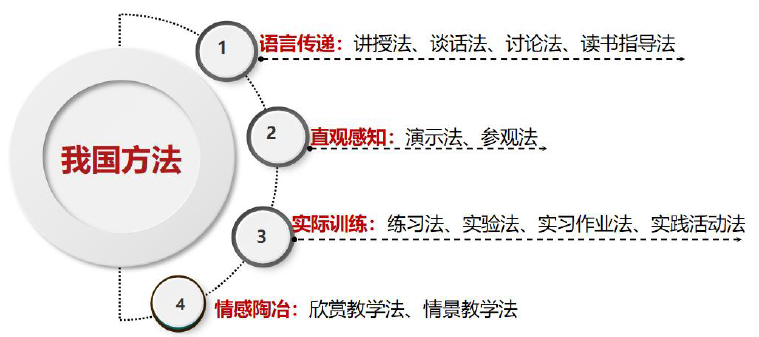 我国方法
1
语言传递：讲授法、谈话法、讨论法、读书指导法
2
直观感知：演示法、参观法
3
实际训练：练习法、实验法、实习作业法、实践活动法
4
情感陶冶：欣赏教学法、情景教学法